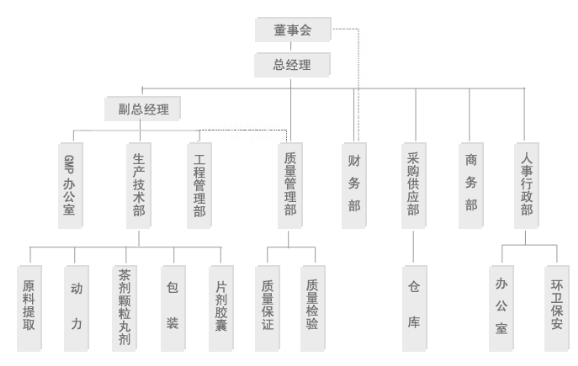 董事会
总经理
副总经理
GMP办公室
生产技术部
工程管理部
质量管理部
财务部
采购供应部
商务部
人事行政部
原料提取
动力
茶剂颗粒丸剂
包装
片剂胶囊
质量保证
质量检验
仓库
办公室
环卫保安